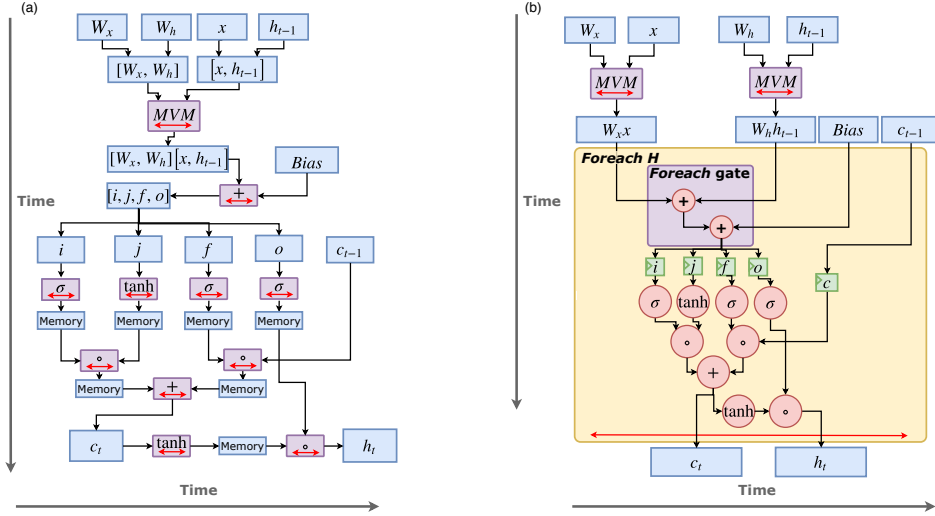 (a)
W_x W_h x h_{t-1}
[W_x, W_h] [x, h_{t-1}]
MVM
[W_x, W_h][x, h_{t-1}] Bias
+
[i, j, f, o]
Time
i j f o c_{t-1}
σ tanh σ σ
Memory Memory Memory Memory
∘ ∘
Memory + Memory
c_t tanh Memory ∘ h_t
Time
(b)
W_x x W_h h_{t-1}
MVM MVM
W_x x W_h h_{t-1} Bias c_{t-1}
Foreach H
Foreach gate
+
+
Time
i j f o
c
σ tanh σ σ
∘ ∘
+
tanh ∘
c_t h_t
Time